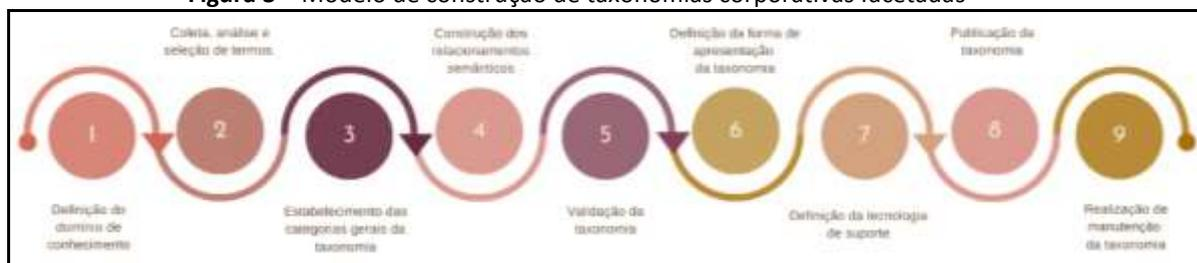 Figura 3 – Modelo de construção de taxonomias corporativas facetadas
Coleta, análise e
seleção de termos
Construção dos
relacionamentos
semânticos
Definição da forma de
apresentação
da taxonomia
Publicação da
taxonomia
1
2
3
4
5
6
7
8
9
Definição do
domínio de
conhecimento
Estabelecimento das
categorias gerais da
taxonomia
Validação da
taxonomia
Definição da tecnologia
de suporte
Realização de
manutenção
da taxonomia